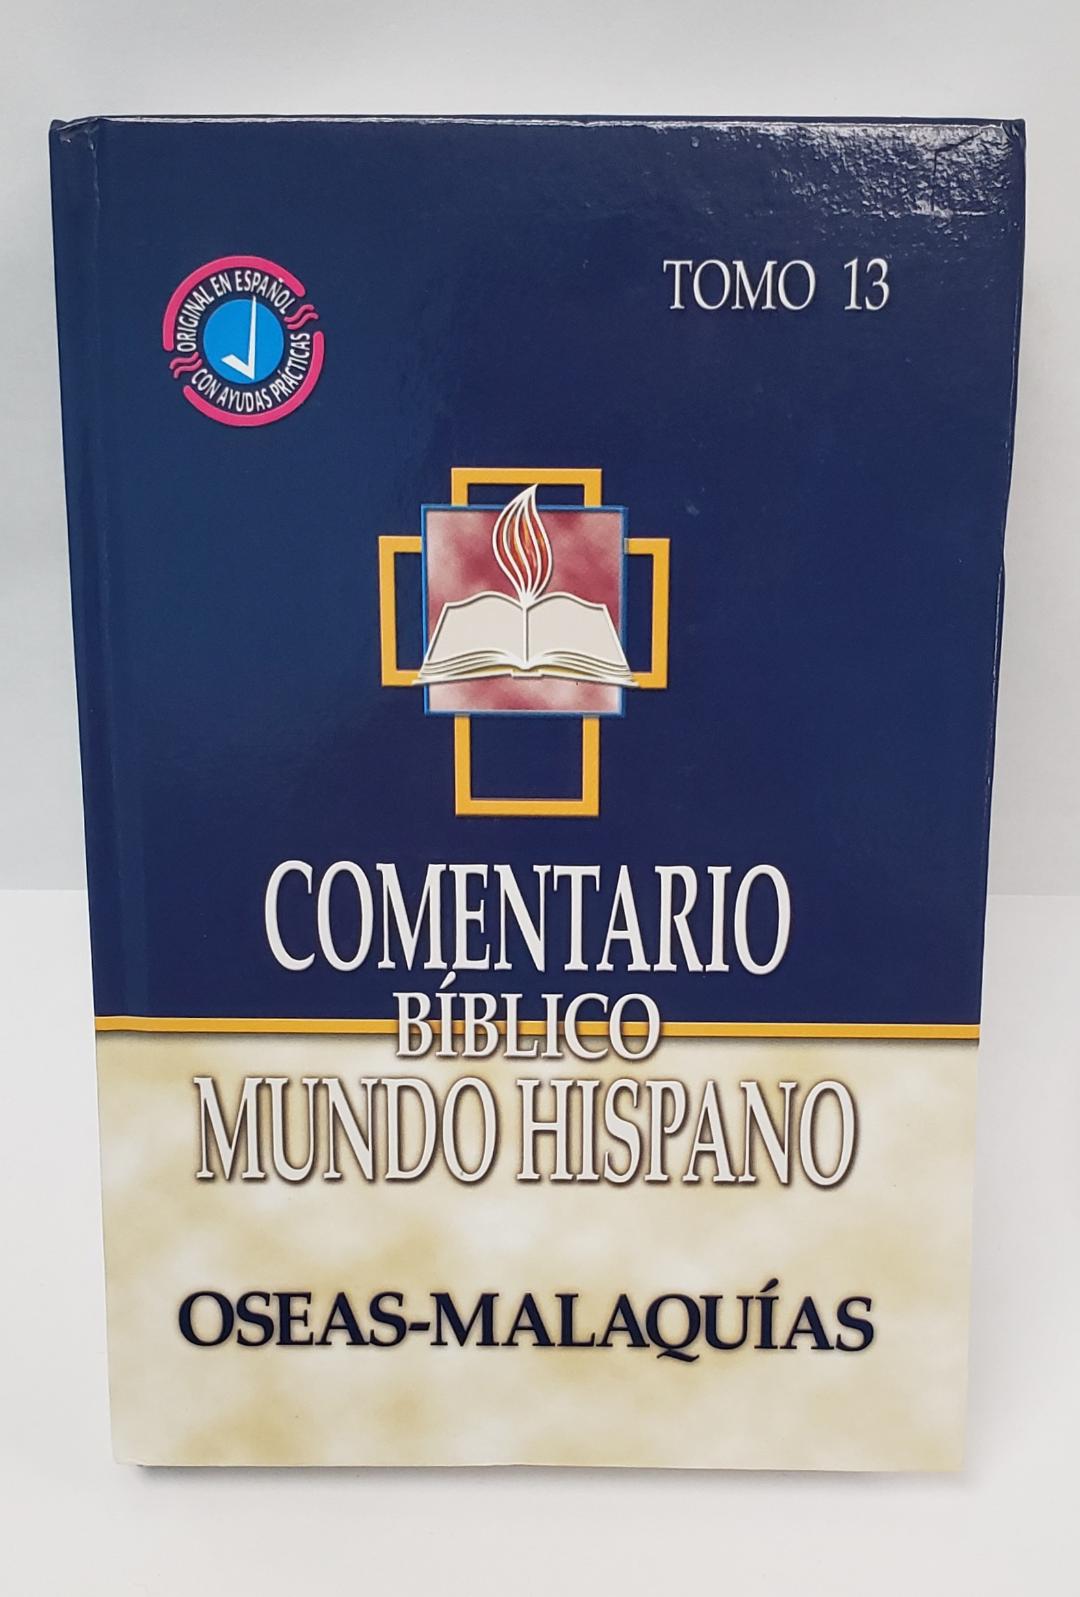 TOMO 13
ORIGINAL EN ESPAÑOL
CON AYUDAS PRÁCTICAS
COMENTARIO
BÍBLICO
MUNDO HISPANO
OSEAS-MALAQUÍAS